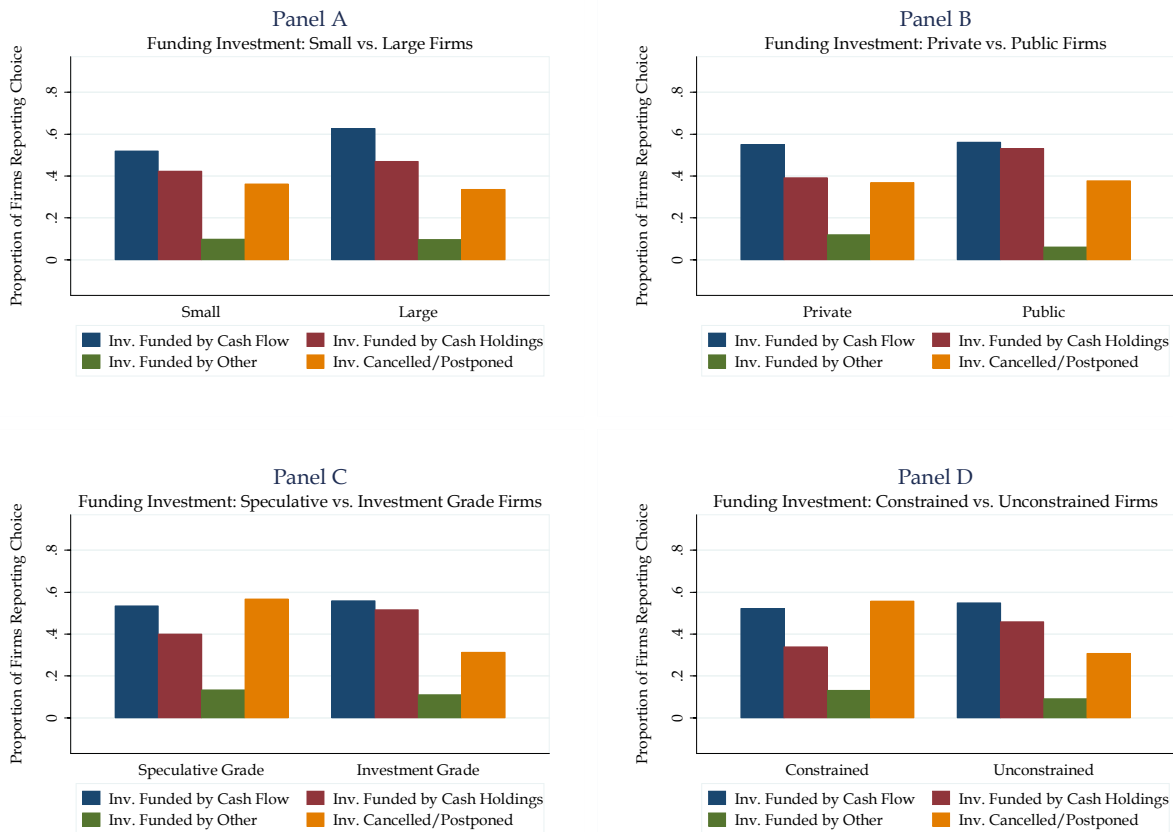 Panel A
Funding Investment: Small vs. Large Firms
Proportion of Firms Reporting Choice
.8
.6
.4
.2
0
Small Large
Inv. Funded by Cash Flow Inv. Funded by Cash Holdings
Inv. Funded by Other Inv. Cancelled/Postponed
Panel B
Funding Investment: Private vs. Public Firms
Proportion of Firms Reporting Choice
.8
.6
.4
.2
0
Private Public
Inv. Funded by Cash Flow Inv. Funded by Cash Holdings
Inv. Funded by Other Inv. Cancelled/Postponed
Panel C
Funding Investment: Speculative vs. Investment Grade Firms
Proportion of Firms Reporting Choice
.8
.6
.4
.2
0
Speculative Grade Investment Grade
Inv. Funded by Cash Flow Inv. Funded by Cash Holdings
Inv. Funded by Other Inv. Cancelled/Postponed
Panel D
Funding Investment: Constrained vs. Unconstrained Firms
Proportion of Firms Reporting Choice
.8
.6
.4
.2
0
Constrained Unconstrained
Inv. Funded by Cash Flow Inv. Funded by Cash Holdings
Inv. Funded by Other Inv. Cancelled/Postponed